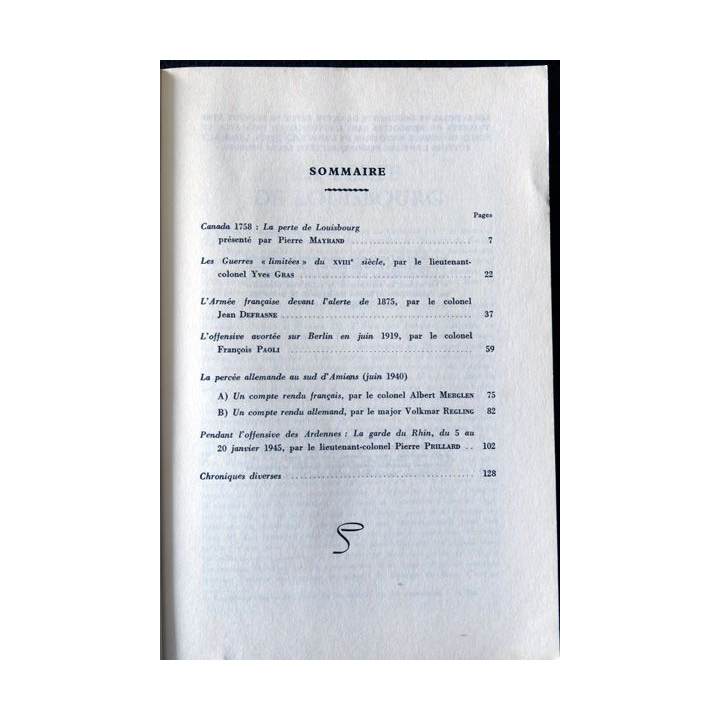 SOMMAIRE
Pages
Canada 1758 : La perte de Louisbourg
présenté par Pierre MAYRAND .......................... 7
Les Guerres « limitées » du XVIIIe siècle, par le lieutenant-
colonel Yves GRAS .......................... 22
L'Armée française devant l'alerte de 1875, par le colonel
Jean DEFRASNE .......................... 37
L'offensive avortée sur Berlin en juin 1919, par le colonel
François PAOLI .......................... 59
La percée allemande au sud d'Amiens (juin 1940)
A) Un compte rendu français, par le colonel Albert MERGLEN 75
B) Un compte rendu allemand, par le major Volkmar REGLING 82
Pendant l'offensive des Ardennes : La garde du Rhin, du 5 au
20 janvier 1945, par le lieutenant-colonel Pierre PRILLARD .. 102
Chroniques diverses .......................... 128